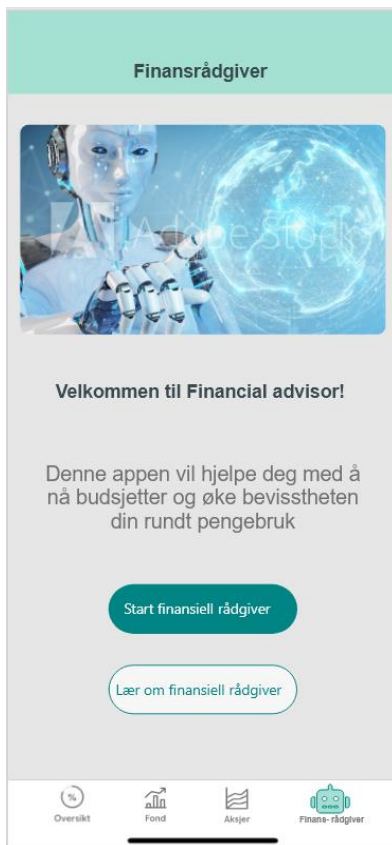 Finansrådgiver
Adobe Stock
Velkommen til Financial advisor!
Denne appen vil hjelpe deg med å
nå budsjetter og øke bevisstheten
din rundt pengebruk
Start finansiell rådgiver
Lær om finansiell rådgiver
%
Oversikt
Fond
Aksjer
Finans- rådgiver